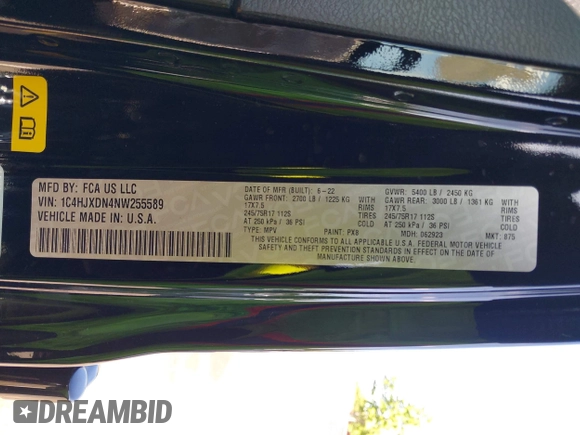 MFD BY: FCA US LLC
VIN: 1C4HJXDN4NW255589
VEHICLE MADE IN: U.S.A.
DATE OF MFR (BUILT): 6-22
GVWR: 5400 LB / 2450 KG
GAWR FRONT: 2700 LB / 1225 KG WITH TIRES RIMS
GAWR REAR: 3000 LB / 1361 KG WITH TIRES RIMS
17X7.5
17X7.5
245/75R17 112S
245/75R17 112S
AT 250 kPa / 36 PSI COLD
AT 250 kPa / 36 PSI COLD
TYPE: MPV
PAINT: PX8
MDH: 062923
MKT: 875
THIS VEHICLE CONFORMS TO ALL APPLICABLE U.S.A. FEDERAL MOTOR VEHICLE
SAFETY AND THEFT PREVENTION STANDARDS IN EFFECT ON THE DATE OF
MANUFACTURE SHOWN ABOVE.
DREAMBID